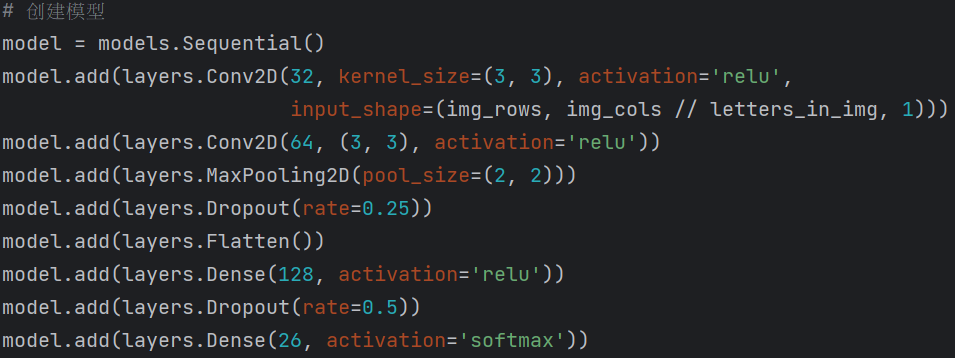 # 创建模型
model = models.Sequential()
model.add(layers.Conv2D(32, kernel_size=(3, 3), activation='relu',
                        input_shape=(img_rows, img_cols // letters_in_img, 1)))
model.add(layers.Conv2D(64, (3, 3), activation='relu'))
model.add(layers.MaxPooling2D(pool_size=(2, 2)))
model.add(layers.Dropout(rate=0.25))
model.add(layers.Flatten())
model.add(layers.Dense(128, activation='relu'))
model.add(layers.Dropout(rate=0.5))
model.add(layers.Dense(26, activation='softmax'))